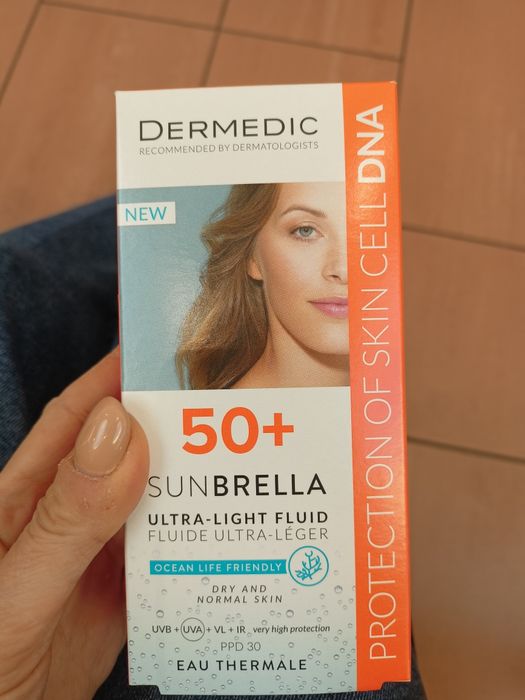 DERMEDIC
RECOMMENDED BY DERMATOLOGISTS
NEW
50+
SUNBRELLA
ULTRA-LIGHT FLUID
FLUIDE ULTRA-LÉGER
OCEAN LIFE FRIENDLY
DRY AND
NORMAL SKIN
UVB + UVA + VL + IR very high protection
PPD 30
EAU THERMALE
PROTECTION OF SKIN CELL DNA